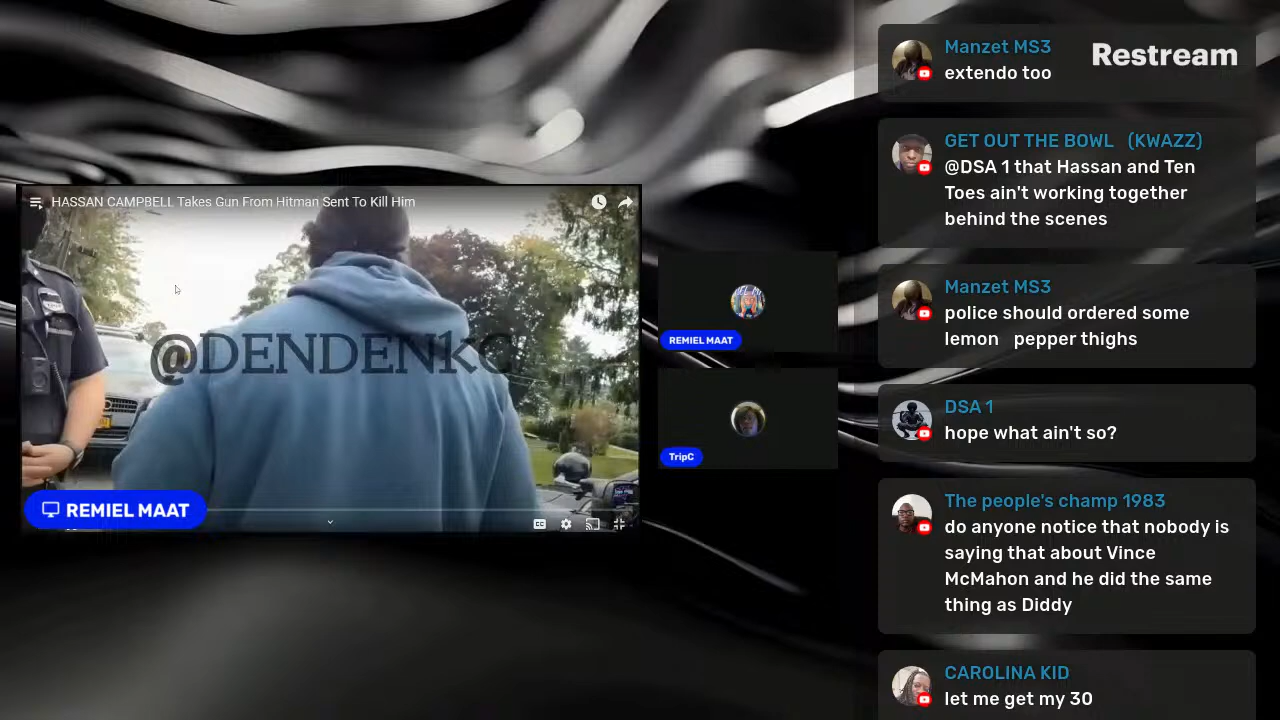 HASSAN CAMPBELL Takes Gun From Hitman Sent To Kill Him
@DENDENkC
REMIEL MAAT
REMIEL MAAT
TripC
Restream
Manzet MS3
extendo too
GET OUT THE BOWL (KWAZZ)
@DSA 1 that Hassan and Ten
Toes ain't working together
behind the scenes
Manzet MS3
police should ordered some
lemon pepper thighs
DSA 1
hope what ain't so?
The people's champ 1983
do anyone notice that nobody is
saying that about Vince
McMahon and he did the same
thing as Diddy
CAROLINA KID
let me get my 30